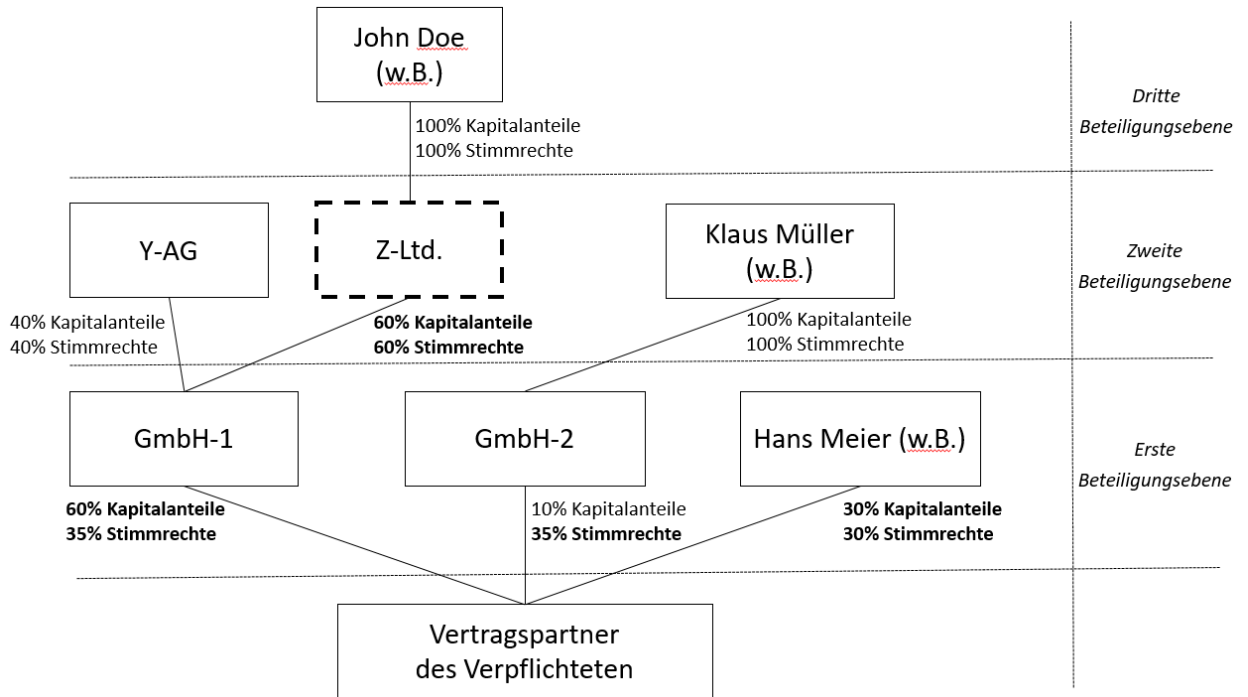 John Doe
(w.B.)
100% Kapitalanteile
100% Stimmrechte
Dritte
Beteiligungsebene
Y-AG
Z-Ltd.
Klaus Müller
(w.B.)
Zweite
Beteiligungsebene
40% Kapitalanteile
40% Stimmrechte
60% Kapitalanteile
60% Stimmrechte
100% Kapitalanteile
100% Stimmrechte
GmbH-1
GmbH-2
Hans Meier (w.B.)
Erste
Beteiligungsebene
60% Kapitalanteile
35% Stimmrechte
10% Kapitalanteile
35% Stimmrechte
30% Kapitalanteile
30% Stimmrechte
Vertragspartner
des Verpflichteten